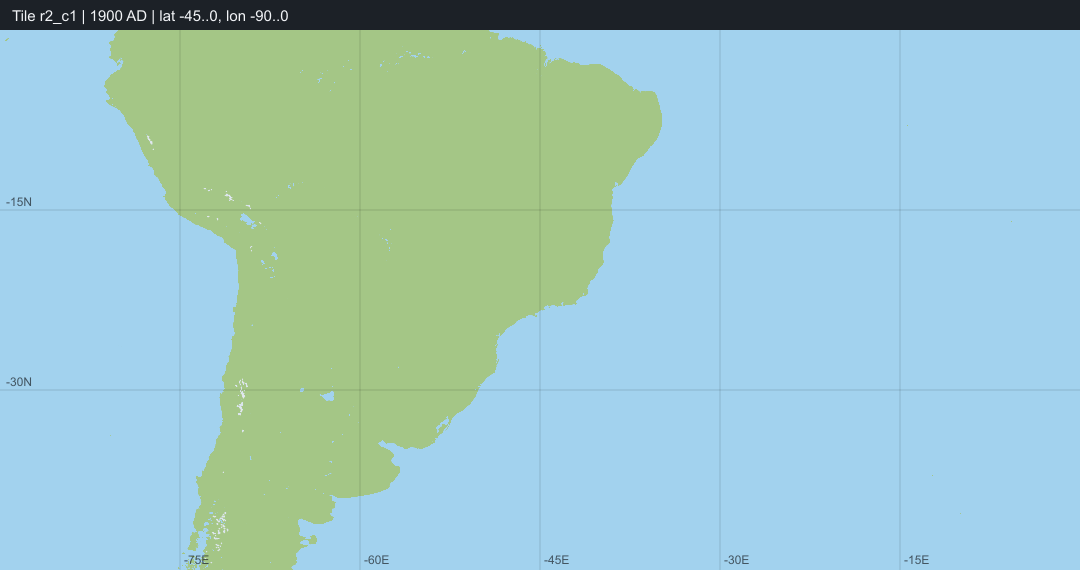 Tile r2_c1 | 1900 AD | lat -45..0, lon -90..0
-15N
-30N
-75E
-60E
-45E
-30E
-15E